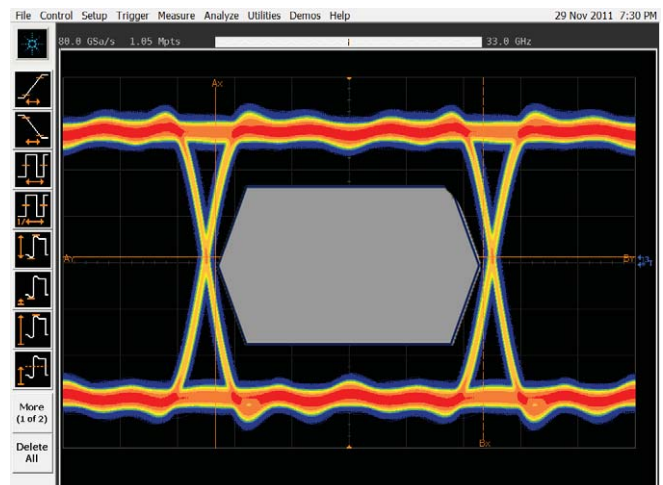 File Control Setup Trigger Measure Analyze Utilities Demos Help 29 Nov 2011 7:30 PM
80.0 GSa/s 1.05 Mpts 33.0 GHz
Ax
Ay By
Bx
More
(1 of 2)
Delete
All